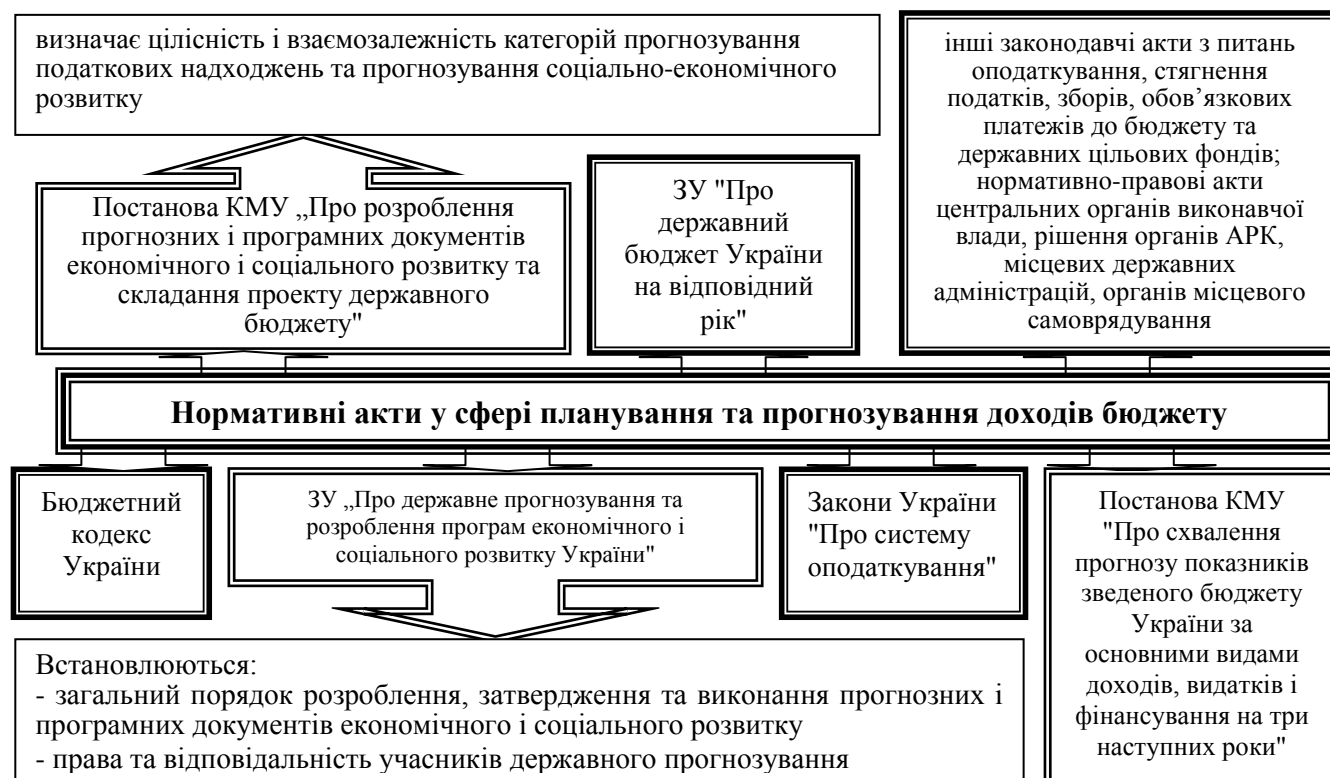 визначає цілісність і взаємозалежність категорій прогнозування
податкових надходжень та прогнозування соціально-економічного
розвитку
інші законодавчі акти з питань
оподаткування, стягнення
податків, зборів, обов’язкових
платежів до бюджету та
державних цільових фондів;
нормативно-правові акти
центральних органів виконавчої
влади, рішення органів АРК,
місцевих державних
адміністрацій, органів місцевого
самоврядування
Постанова КМУ „Про розроблення
прогнозних і програмних документів
економічного і соціального розвитку та
складання проекту державного
бюджету"
ЗУ "Про
державний
бюджет України
на відповідний
рік"
Нормативні акти у сфері планування та прогнозування доходів бюджету
Бюджетний
кодекс
України
ЗУ „Про державне прогнозування та
розроблення програм економічного і
соціального розвитку України"
Закони України
"Про систему
оподаткування"
Постанова КМУ
"Про схвалення
прогнозу показників
зведеного бюджету
України за
основними видами
доходів, видатків і
фінансування на три
наступних роки"
Встановлюються:
- загальний порядок розроблення, затвердження та виконання прогнозних і
програмних документів економічного і соціального розвитку
- права та відповідальність учасників державного прогнозування